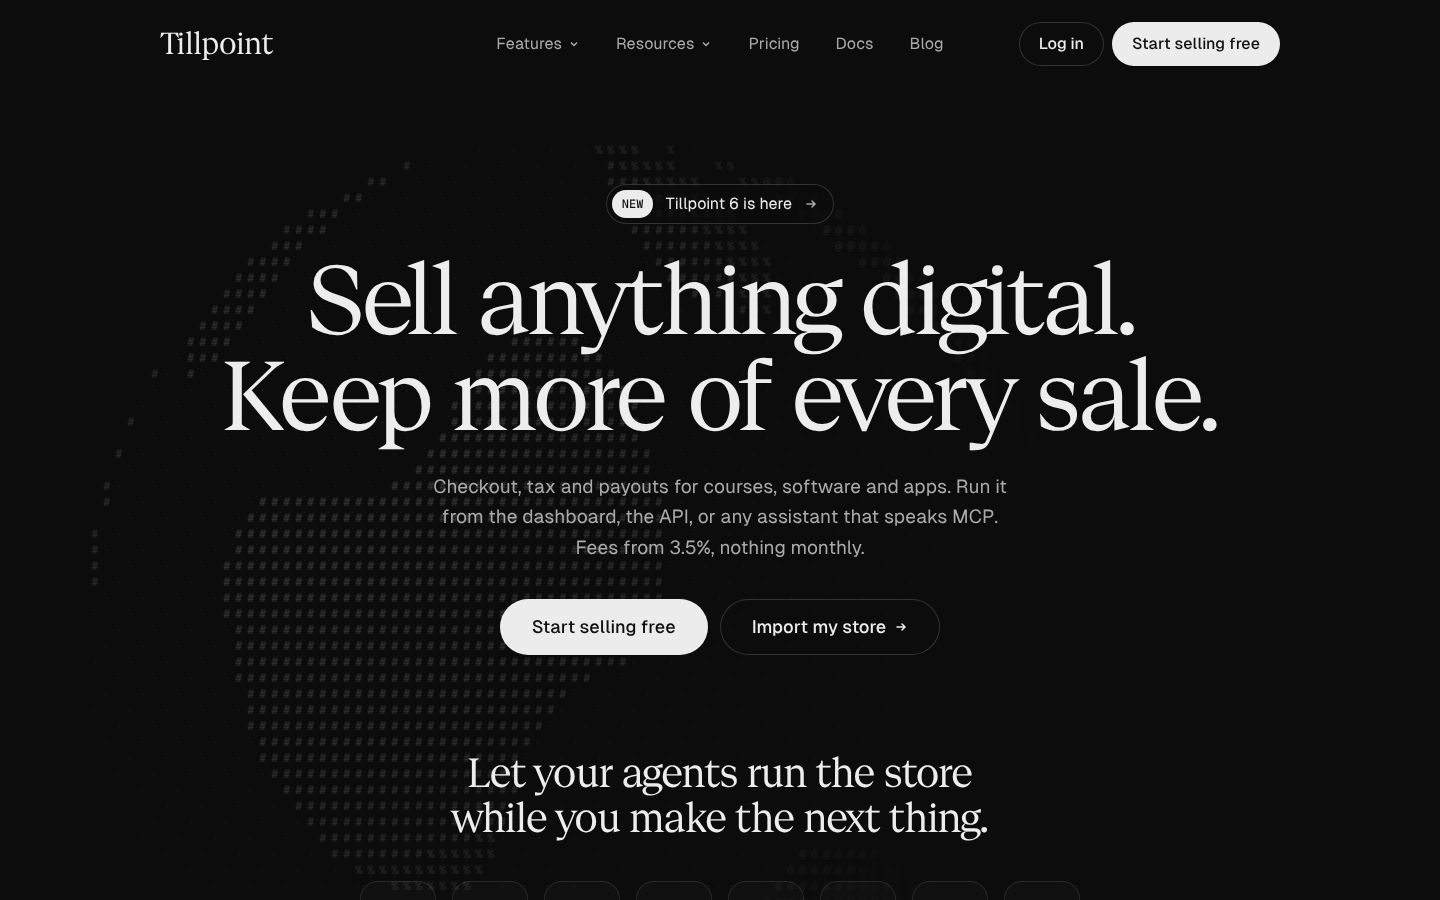 Tillpoint
Features
Resources
Pricing
Docs
Blog
Log in
Start selling free
NEW Tillpoint 6 is here →
Sell anything digital.
Keep more of every sale.
Checkout, tax and payouts for courses, software and apps. Run it
from the dashboard, the API, or any assistant that speaks MCP.
Fees from 3.5%, nothing monthly.
Start selling free
Import my store →
Let your agents run the store
while you make the next thing.